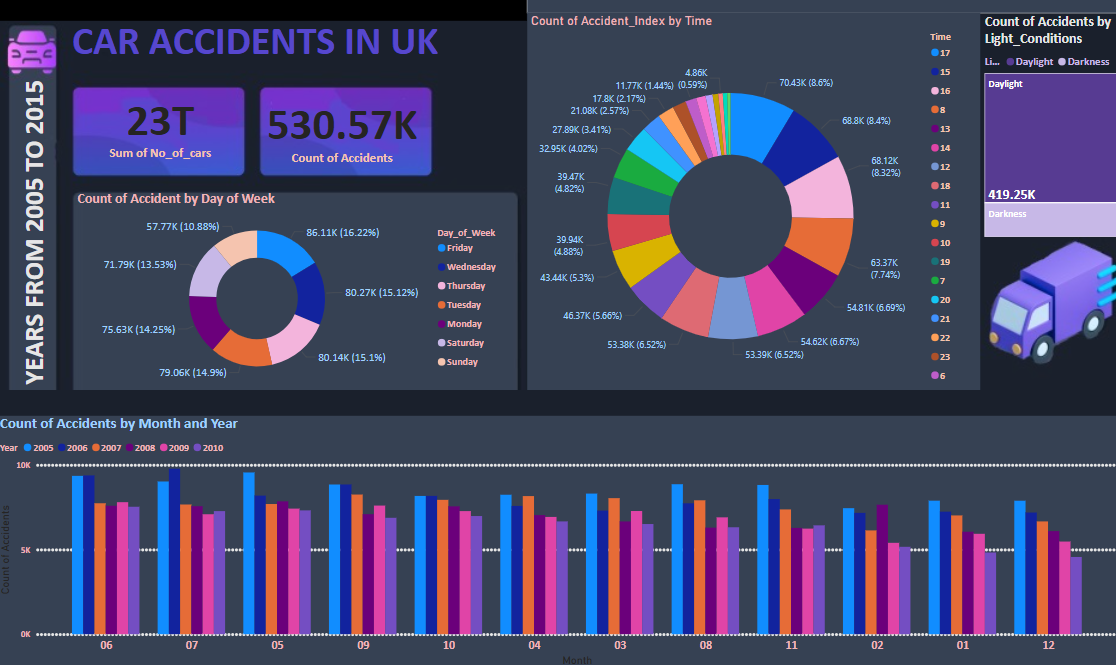 CAR ACCIDENTS IN UK
YEARS FROM 2005 TO 2015
23T
Sum of No_of_cars
530.57K
Count of Accidents
Count of Accident by Day of Week
57.77K (10.88%)
86.11K (16.22%)
71.79K (13.53%)
80.27K (15.12%)
75.63K (14.25%)
80.14K (15.1%)
79.06K (14.9%)
Day_of_Week
Friday
Wednesday
Thursday
Tuesday
Monday
Saturday
Sunday
Count of Accident_Index by Time
4.86K
(0.59%)
11.77K (1.44%)
17.8K (2.17%)
21.08K (2.57%)
27.89K (3.41%)
32.95K (4.02%)
39.47K
(4.82%)
39.94K
(4.88%)
43.44K (5.3%)
46.37K (5.66%)
53.38K (6.52%)
53.39K (6.52%)
54.62K (6.67%)
54.81K (6.69%)
63.37K
(7.74%)
68.12K
(8.32%)
68.8K (8.4%)
70.43K (8.6%)
Time
17
15
16
8
13
14
12
18
11
9
10
19
7
20
21
22
23
6
Count of Accidents by
Light_Conditions
Li... Daylight Darkness
Daylight
419.25K
Darkness
Count of Accidents by Month and Year
Year 2005 2006 2007 2008 2009 2010
Count of Accidents
10K
5K
0K
06 07 05 09 10 04 03 08 11 02 01 12
Month